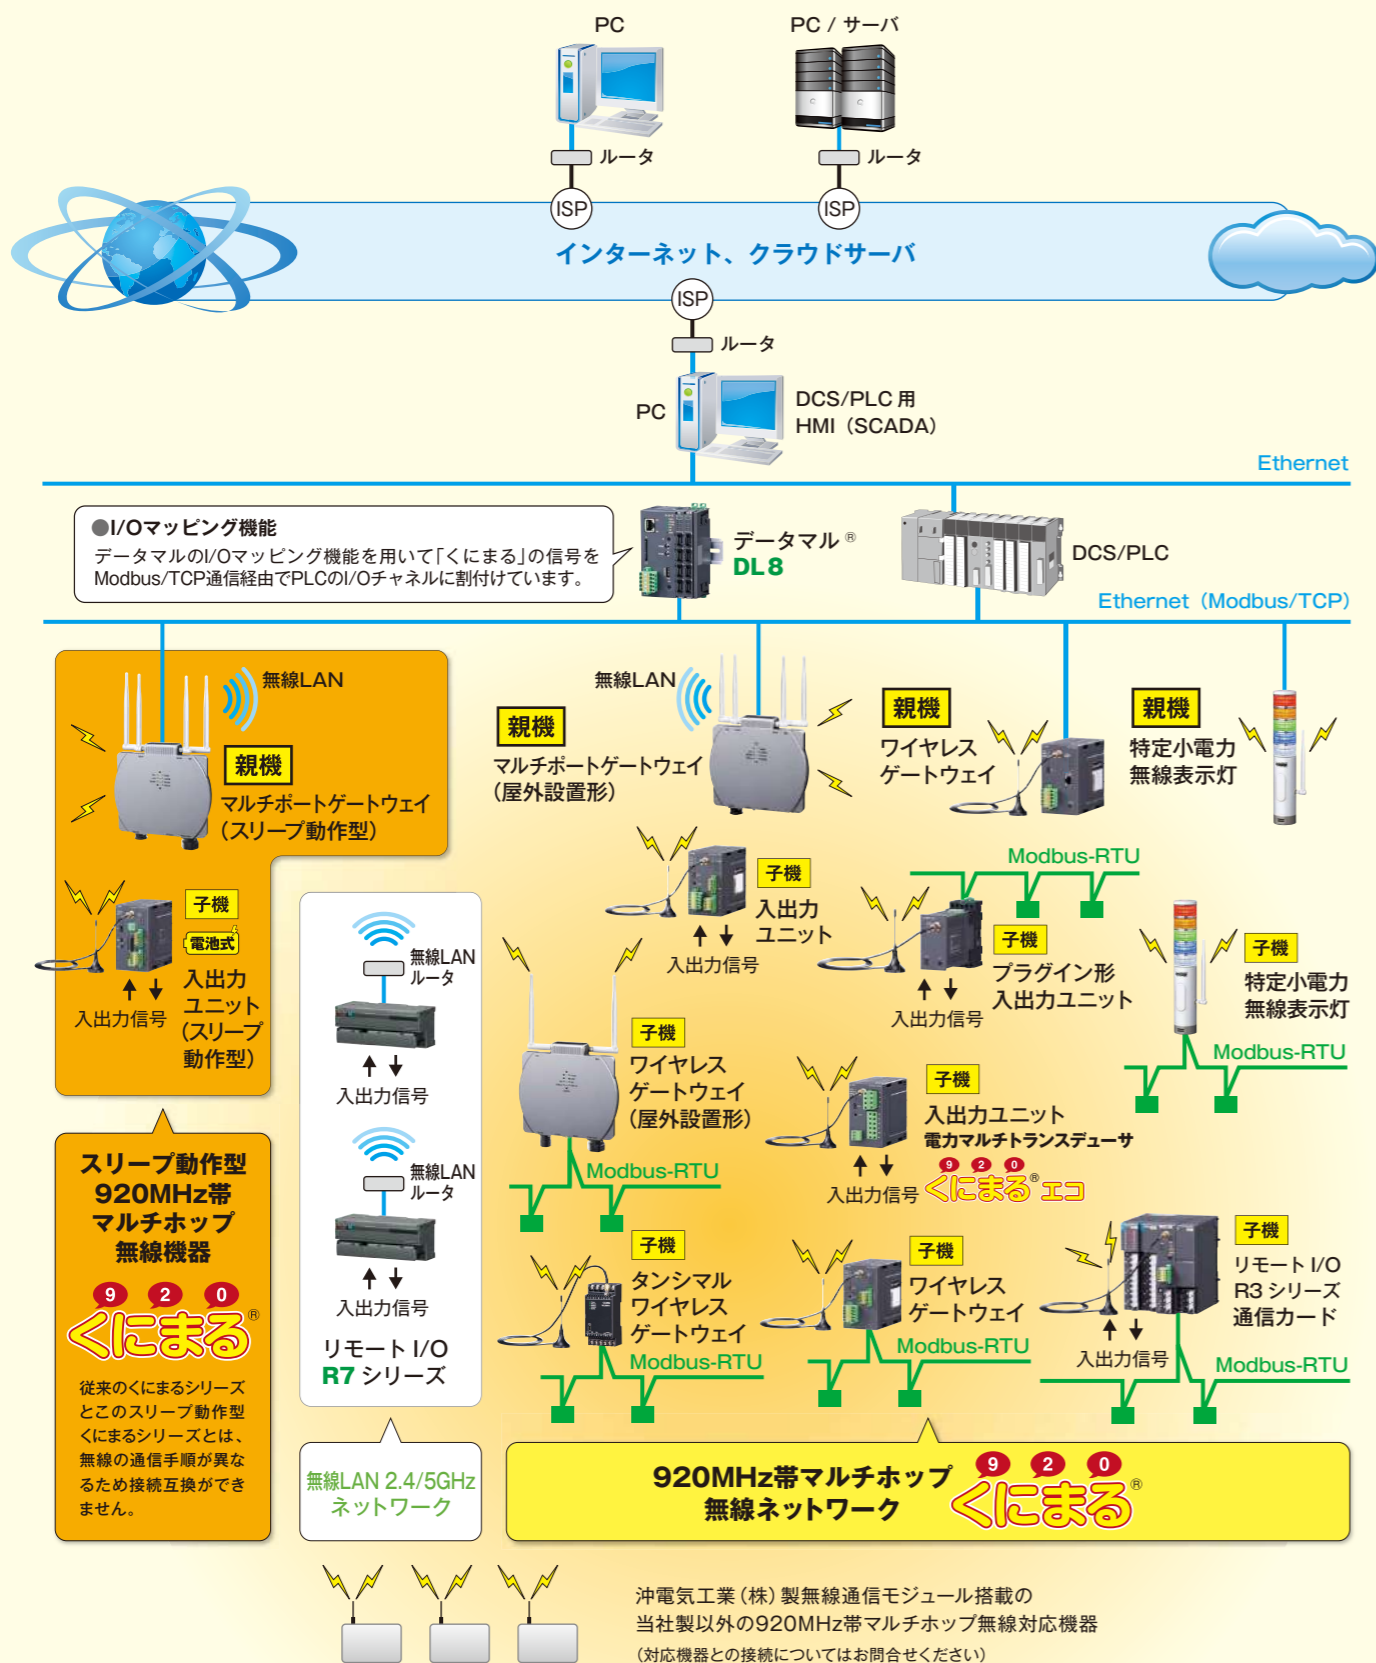 PC
PC / サーバ
ルータ
ルータ
ISP
ISP
インターネット、クラウドサーバ
ISP
ルータ
PC
DCS/PLC 用
HMI（SCADA）
Ethernet
●I/Oマッピング機能
データマルのI/Oマッピング機能を用いて「くにまる」の信号を
Modbus/TCP通信経由でPLCのI/Oチャネルに割付けています。
データマル®
DL8
DCS/PLC
Ethernet（Modbus/TCP）
無線LAN
親機
マルチポートゲートウェイ
（スリープ動作型）
無線LAN
親機
マルチポートゲートウェイ
（屋外設置形）
親機
ワイヤレス
ゲートウェイ
親機
特定小電力
無線表示灯
子機
電池式
入出力
ユニット
（スリープ
動作型）
入出力信号
無線LAN
ルータ
入出力信号
無線LAN
ルータ
入出力信号
リモート I/O
R7 シリーズ
子機
入出力
ユニット
入出力信号
Modbus-RTU
子機
プラグイン形
入出力ユニット
入出力信号
子機
特定小電力
無線表示灯
Modbus-RTU
子機
ワイヤレス
ゲートウェイ
（屋外設置形）
Modbus-RTU
子機
入出力ユニット
電力マルチトランスデューサ
920
くにまる®エコ
入出力信号
子機
タンシマル
ワイヤレス
ゲートウェイ
Modbus-RTU
子機
ワイヤレス
ゲートウェイ
Modbus-RTU
子機
リモート I/O
R3 シリーズ
通信カード
入出力信号
Modbus-RTU
スリープ動作型
920MHz帯
マルチホップ
無線機器
920
くにまる®
従来のくにまるシリーズ
とこのスリープ動作型
くにまるシリーズとは、
無線の通信手順が異な
るため接続互換ができ
ません。
無線LAN 2.4/5GHz
ネットワーク
920MHz帯マルチホップ
無線ネットワーク
920
くにまる®
沖電気工業（株）製無線通信モジュール搭載の
当社製以外の920MHz帯マルチホップ無線対応機器
（対応機器との接続についてはお問合せください）